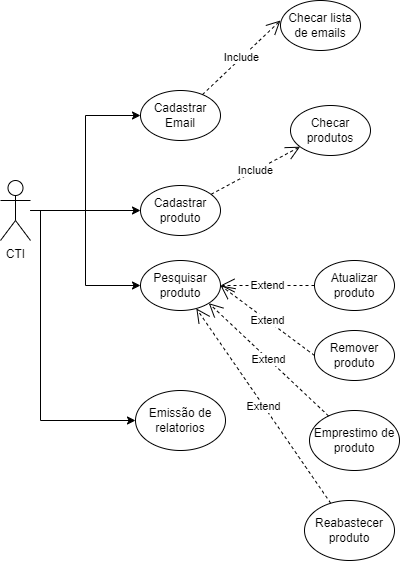 Checar lista
de emails
Include
Cadastrar
Email
Checar
produtos
Include
Cadastrar
produto
CTI
Pesquisar
produto
Extend
Atualizar
produto
Extend
Remover
produto
Extend
Emissão de
relatorios
Extend
Emprestimo de
produto
Reabastecer
produto